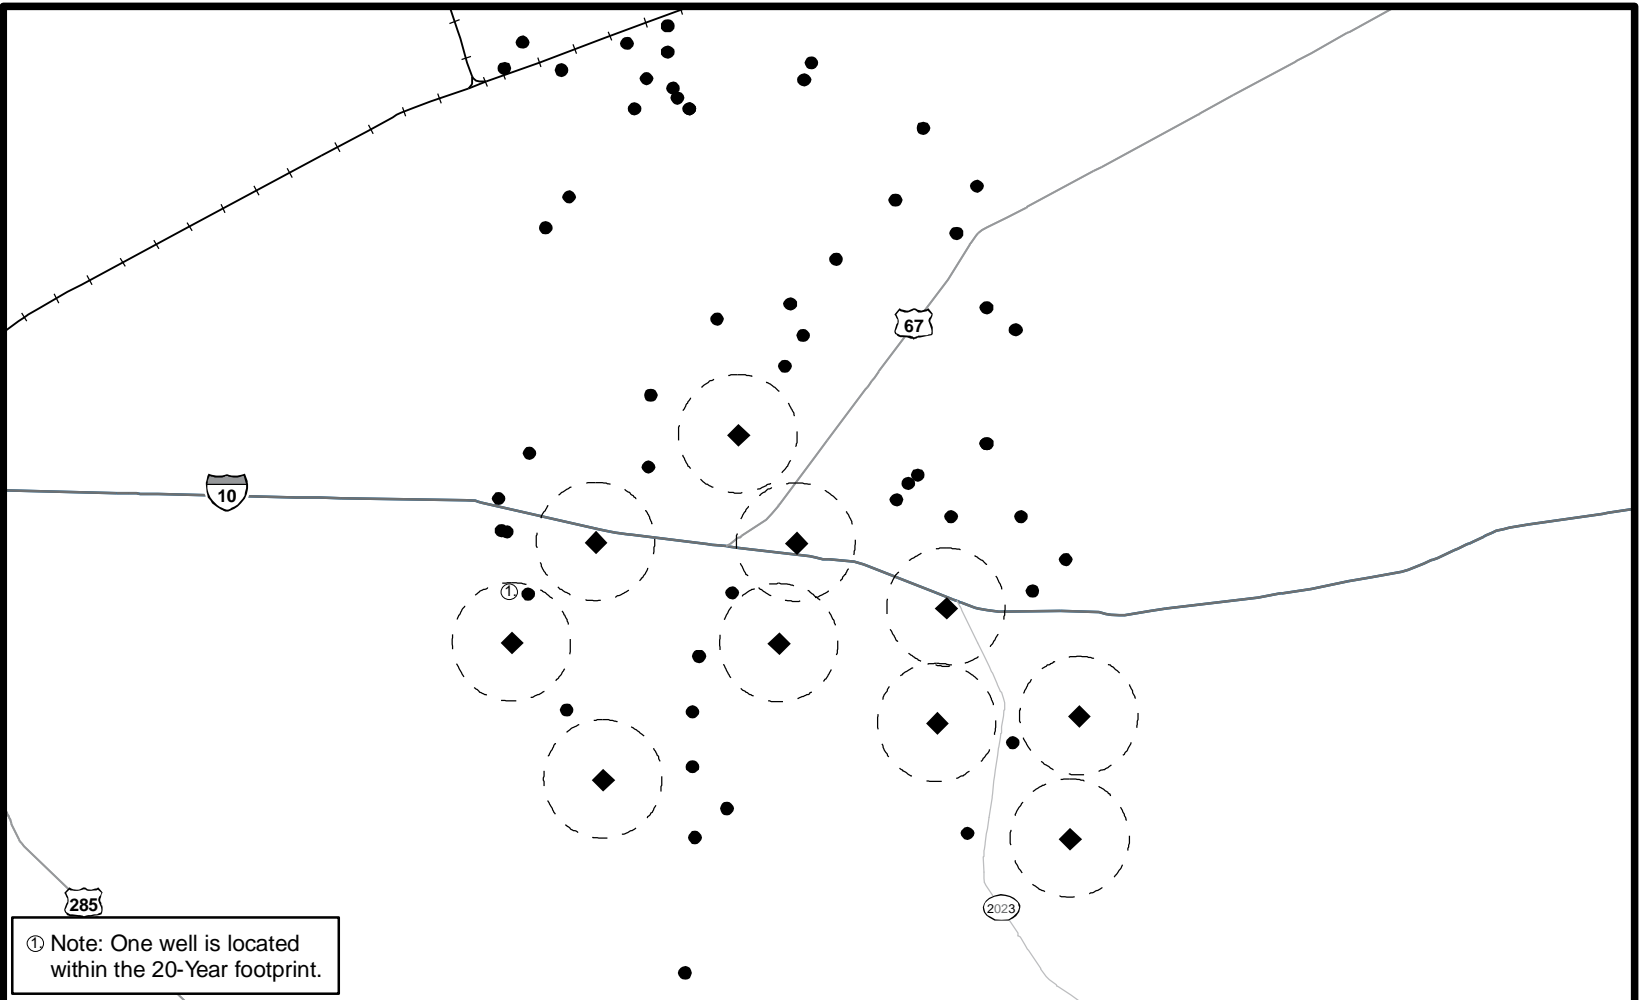 67
10
①
2023
285
① Note: One well is located
within the 20-Year footprint.